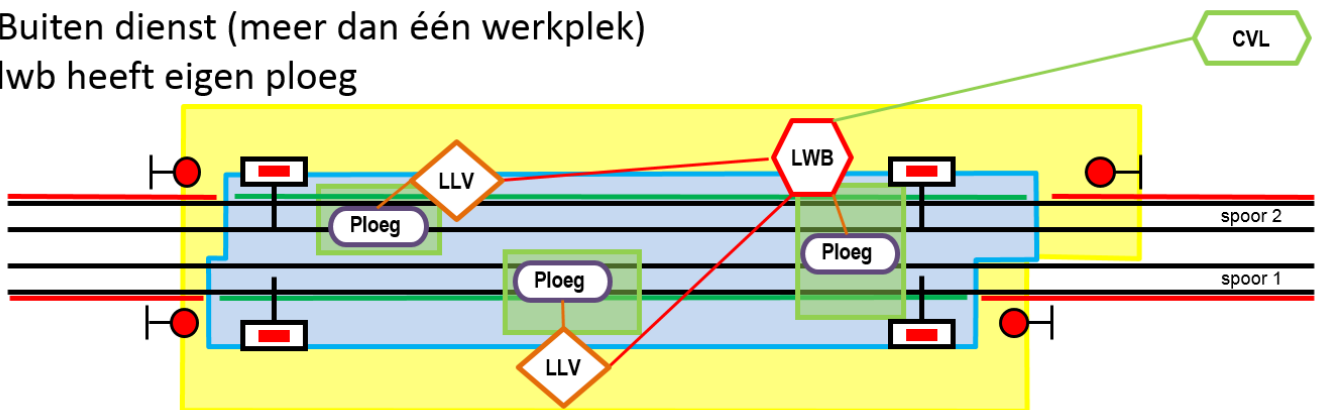 Buiten dienst (meer dan één werkplek)
lwb heeft eigen ploeg
CVL
LWB
LLV
Ploeg
spoor 2
Ploeg
Ploeg
spoor 1
LLV